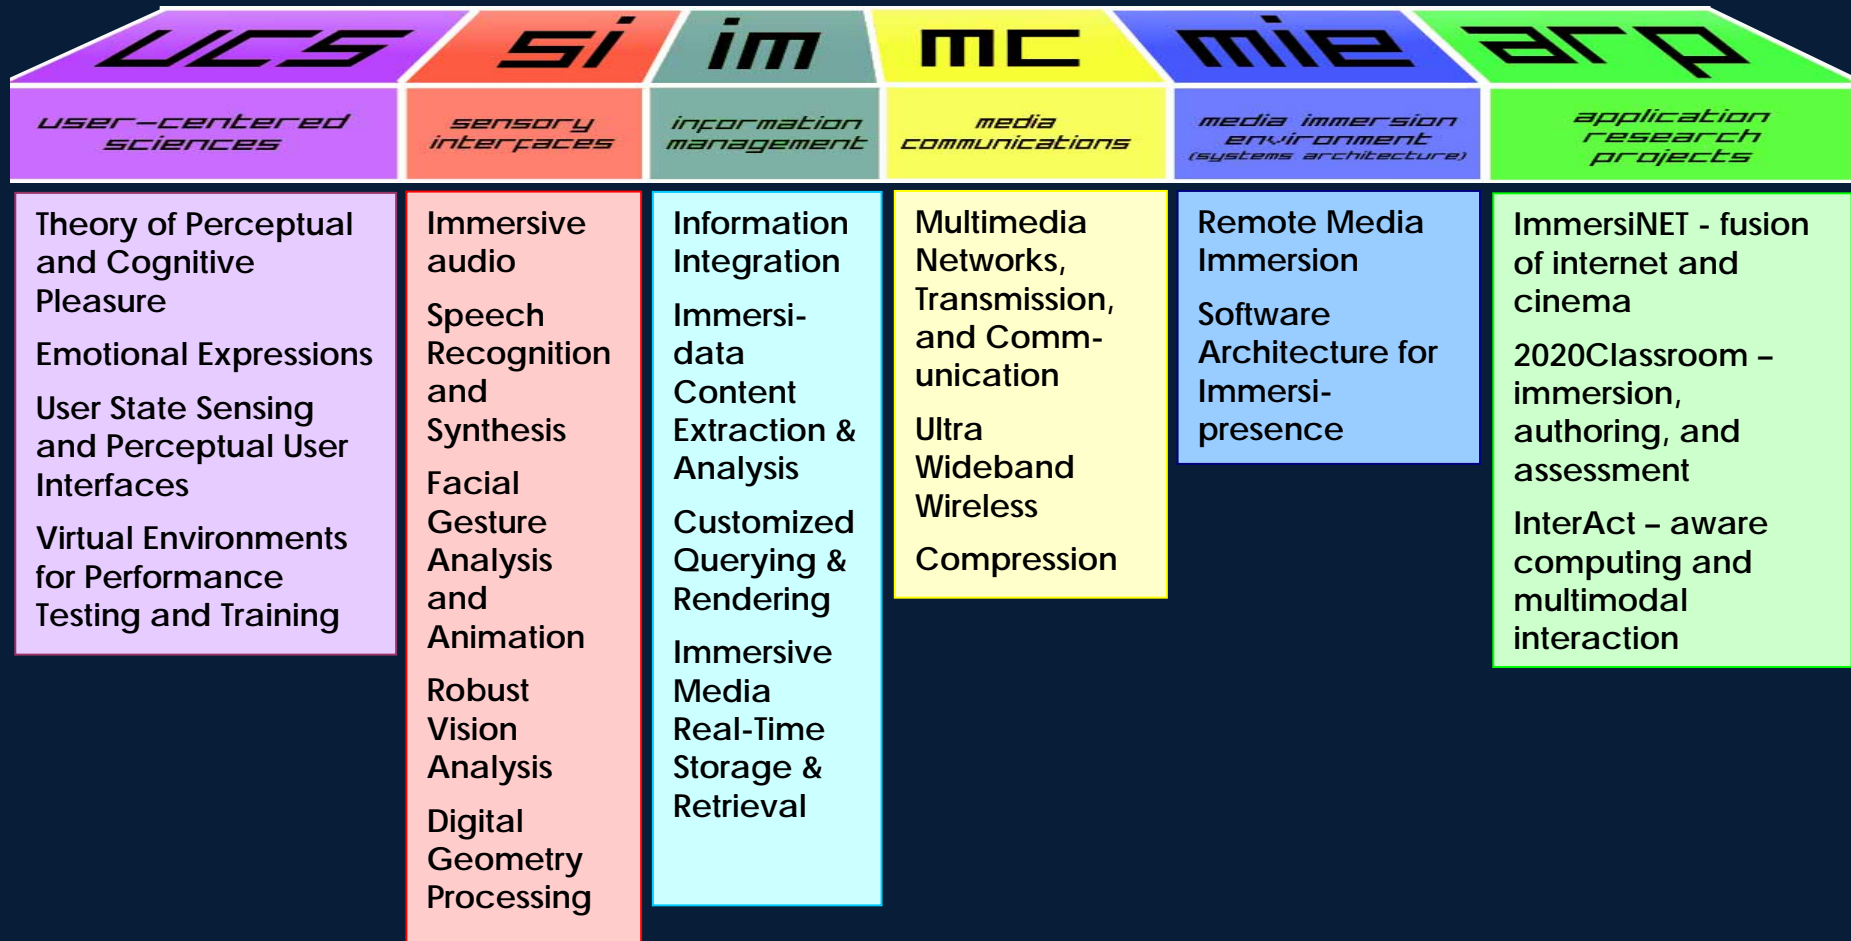 ucs
si
im
mc
mie
arp
user-centered
sciences
sensory
interfaces
information
management
media
communications
media immersion
environment
(systems architecture)
application
research
projects
Theory of Perceptual
and Cognitive
Pleasure
Emotional Expressions
User State Sensing
and Perceptual User
Interfaces
Virtual Environments
for Performance
Testing and Training
Immersive
audio
Speech
Recognition
and
Synthesis
Facial
Gesture
Analysis
and
Animation
Robust
Vision
Analysis
Digital
Geometry
Processing
Information
Integration
Immersi-
data
Content
Extraction &
Analysis
Customized
Querying &
Rendering
Immersive
Media
Real-Time
Storage &
Retrieval
Multimedia
Networks,
Transmission,
and Comm-
unication
Ultra
Wideband
Wireless
Compression
Remote Media
Immersion
Software
Architecture for
Immersi-
presence
ImmersiNET - fusion
of internet and
cinema
2020Classroom –
immersion,
authoring, and
assessment
InterAct – aware
computing and
multimodal
interaction